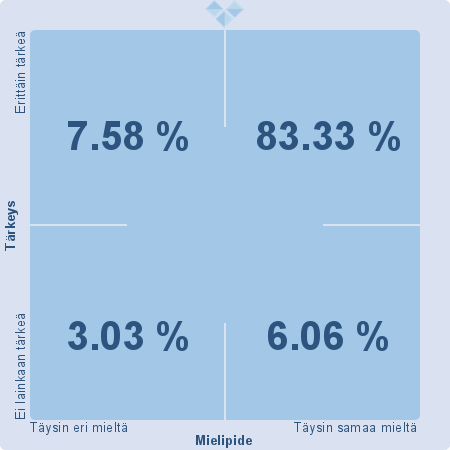 Erittäin tärkeä
7.58 %
83.33 %
Tärkeys
3.03 %
6.06 %
Ei lainkaan tärkeä
Täysin eri mieltä
Täysin samaa mieltä
Mielipide